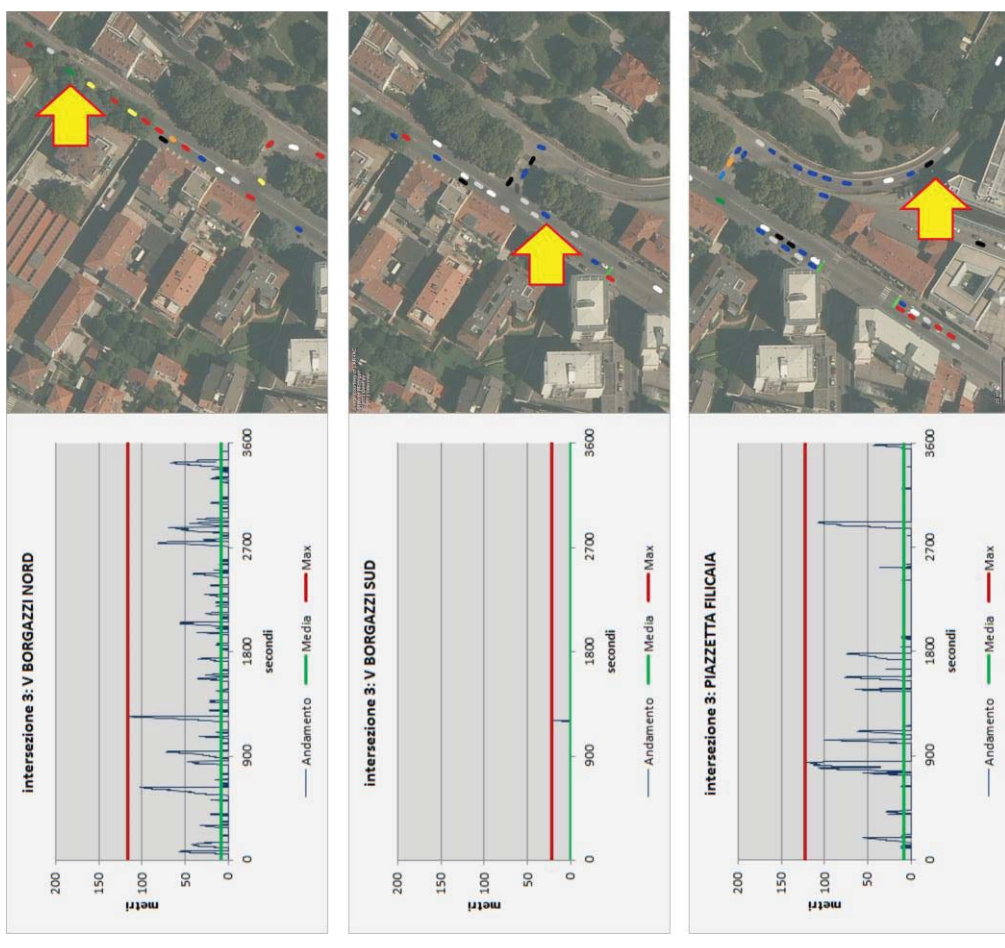 intersezione 3: V BORGAZZI NORD
200
150
100
50
0
metri.
0 900 1800 2700 3600
secondi
Andamento Media Max
intersezione 3: V BORGAZZI SUD
200
150
100
50
0
metri.
0 900 1800 2700 3600
secondi
Andamento Media Max
intersezione 3: PIAZZETTA FILICAIA
200
150
100
50
0
metri.
0 900 1800 2700 3600
secondi
Andamento Media Max